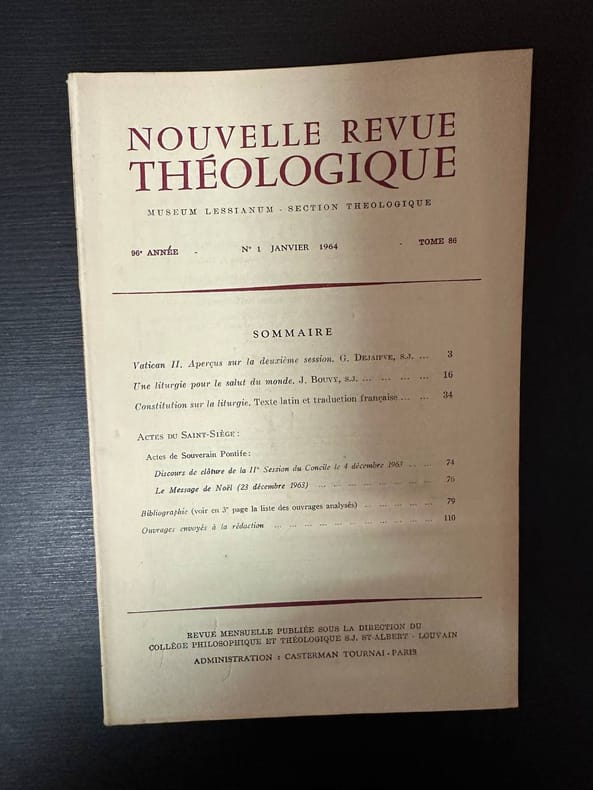 NOUVELLE REVUE
THÉOLOGIQUE
MUSEUM LESSIANUM - SECTION THEOLOGIQUE
96e ANNÉE - N° 1 JANVIER 1964 - TOME 86
SOMMAIRE
Vatican II. Aperçus sur la deuxième session. G. DEJAIFVE, S.J. ... 3
Une liturgie pour le salut du monde. J. BOUVY, S.J. ... ... ... ... 16
Constitution sur la liturgie. Texte latin et traduction française ... ... 34
ACTES DU SAINT-SIÈGE :
Actes de Souverain Pontife :
Discours de clôture de la IIe Session du Concile le 4 décembre 1963 ... ... 74
Le Message de Noël (23 décembre 1963) ... ... ... ... ... ... ... ... 76
Bibliographie (voir en 3e page la liste des ouvrages analysés) ... ... ... ... ... 79
Ouvrages envoyés à la rédaction ... ... ... ... ... ... ... ... ... ... 110
REVUE MENSUELLE PUBLIÉE SOUS LA DIRECTION DU
COLLÈGE PHILOSOPHIQUE ET THÉOLOGIQUE S.J. ST-ALBERT - LOUVAIN
ADMINISTRATION : CASTERMAN TOURNAI - PARIS